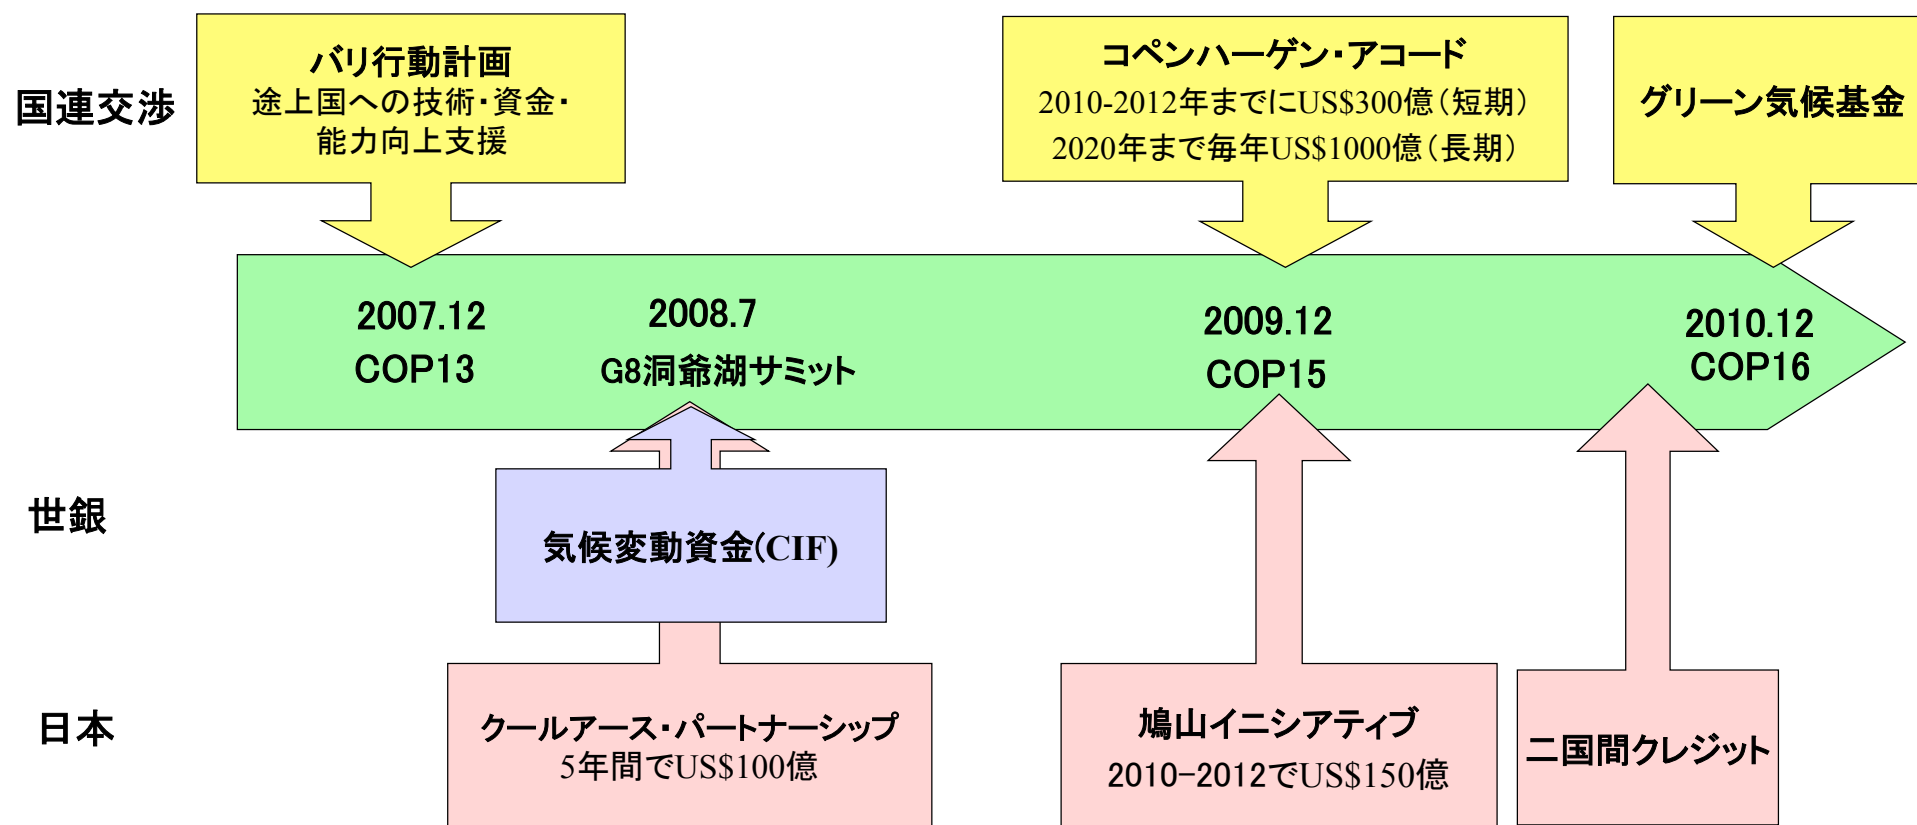 国連交渉
バリ行動計画
途上国への技術・資金・
能力向上支援
コペンハーゲン・アコード
2010-2012年までにUS$300億（短期）
2020年まで毎年US$1000億（長期）
グリーン気候基金
2007.12
COP13
2008.7
G8洞爺湖サミット
2009.12
COP15
2010.12
COP16
世銀
気候変動資金(CIF)
日本
クールアース・パートナーシップ
5年間でUS$100億
鳩山イニシアティブ
2010-2012でUS$150億
二国間クレジット